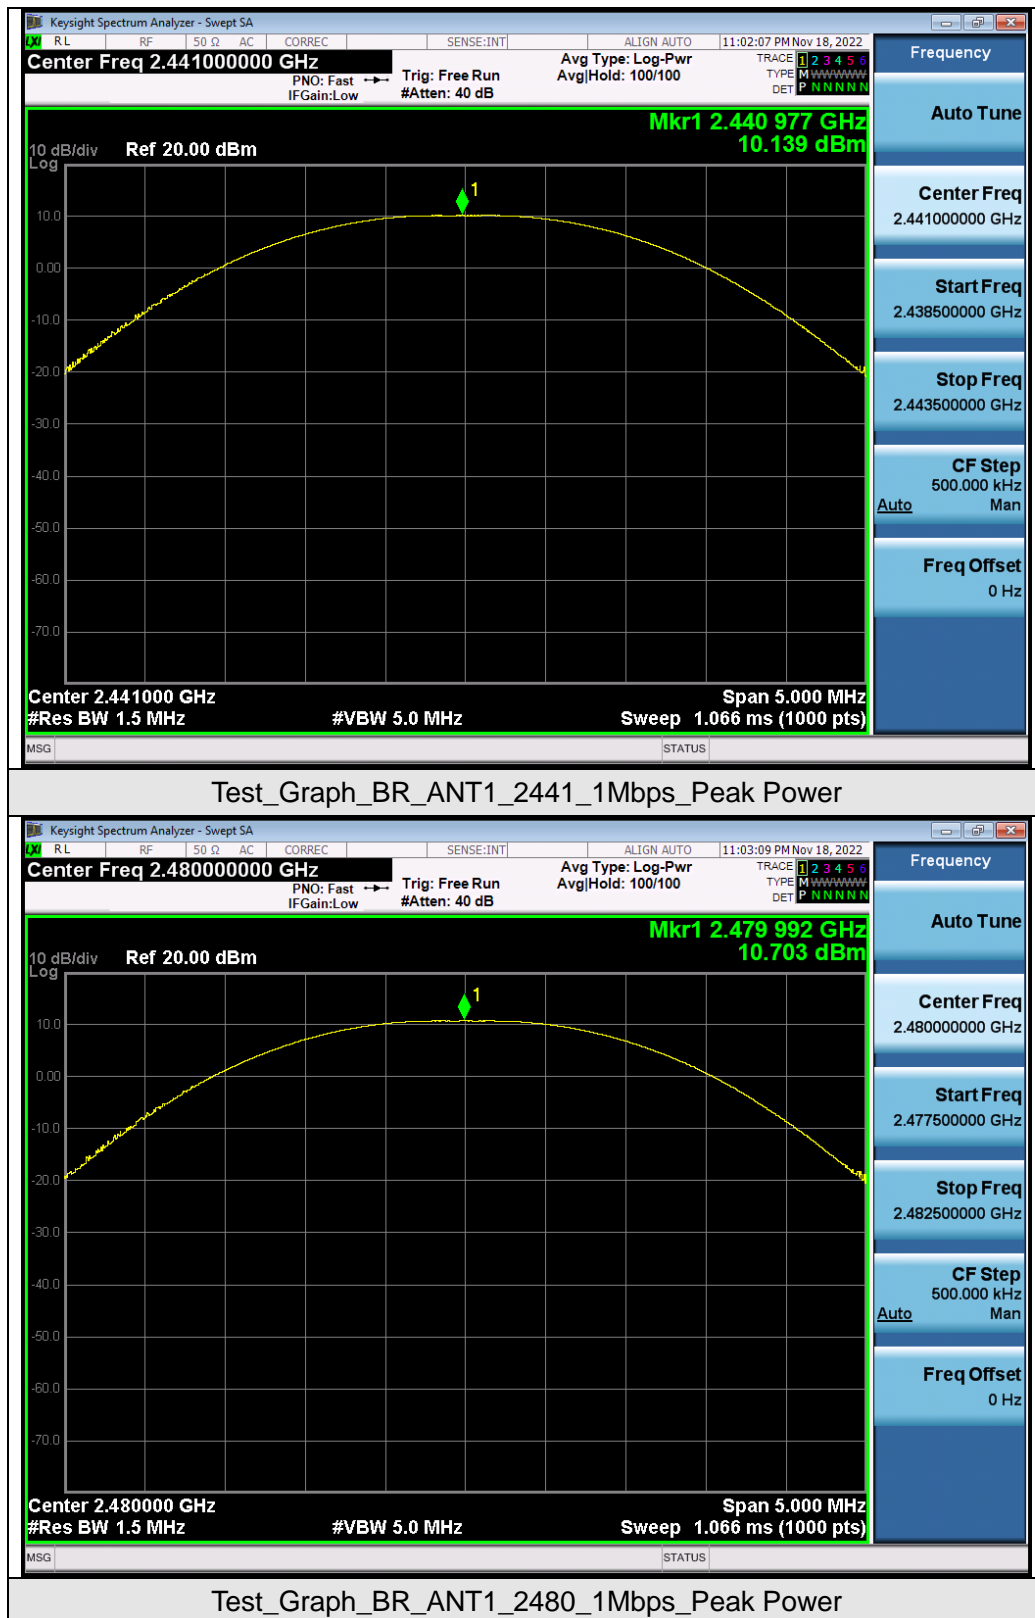 Keysight Spectrum Analyzer - Swept SA
LXI RL RF 50 Ω AC CORREC SENSE:INT ALIGN AUTO 11:02:07 PM Nov 18, 2022
Center Freq 2.441000000 GHz
PNO: Fast
IFGain:Low
Trig: Free Run
#Atten: 40 dB
Avg Type: Log-Pwr
Avg|Hold: 100/100
TRACE 1 2 3 4 5 6
TYPE M WWWWW
DET P N N N N N
Mkr1 2.440 977 GHz
10.139 dBm
10 dB/div Ref 20.00 dBm
Log
1
10.0
0.00
-10.0
-20.0
-30.0
-40.0
-50.0
-60.0
-70.0
Center 2.441000 GHz Span 5.000 MHz
#Res BW 1.5 MHz #VBW 5.0 MHz Sweep 1.066 ms (1000 pts)
MSG STATUS
Frequency
Auto Tune
Center Freq
2.441000000 GHz
Start Freq
2.438500000 GHz
Stop Freq
2.443500000 GHz
CF Step
500.000 kHz
Auto Man
Freq Offset
0 Hz
Test_Graph_BR_ANT1_2441_1Mbps_Peak Power
Keysight Spectrum Analyzer - Swept SA
LXI RL RF 50 Ω AC CORREC SENSE:INT ALIGN AUTO 11:03:09 PM Nov 18, 2022
Center Freq 2.480000000 GHz
PNO: Fast
IFGain:Low
Trig: Free Run
#Atten: 40 dB
Avg Type: Log-Pwr
Avg|Hold: 100/100
TRACE 1 2 3 4 5 6
TYPE M WWWWW
DET P N N N N N
Mkr1 2.479 992 GHz
10.703 dBm
10 dB/div Ref 20.00 dBm
Log
1
10.0
0.00
-10.0
-20.0
-30.0
-40.0
-50.0
-60.0
-70.0
Center 2.480000 GHz Span 5.000 MHz
#Res BW 1.5 MHz #VBW 5.0 MHz Sweep 1.066 ms (1000 pts)
MSG STATUS
Frequency
Auto Tune
Center Freq
2.480000000 GHz
Start Freq
2.477500000 GHz
Stop Freq
2.482500000 GHz
CF Step
500.000 kHz
Auto Man
Freq Offset
0 Hz
Test_Graph_BR_ANT1_2480_1Mbps_Peak Power